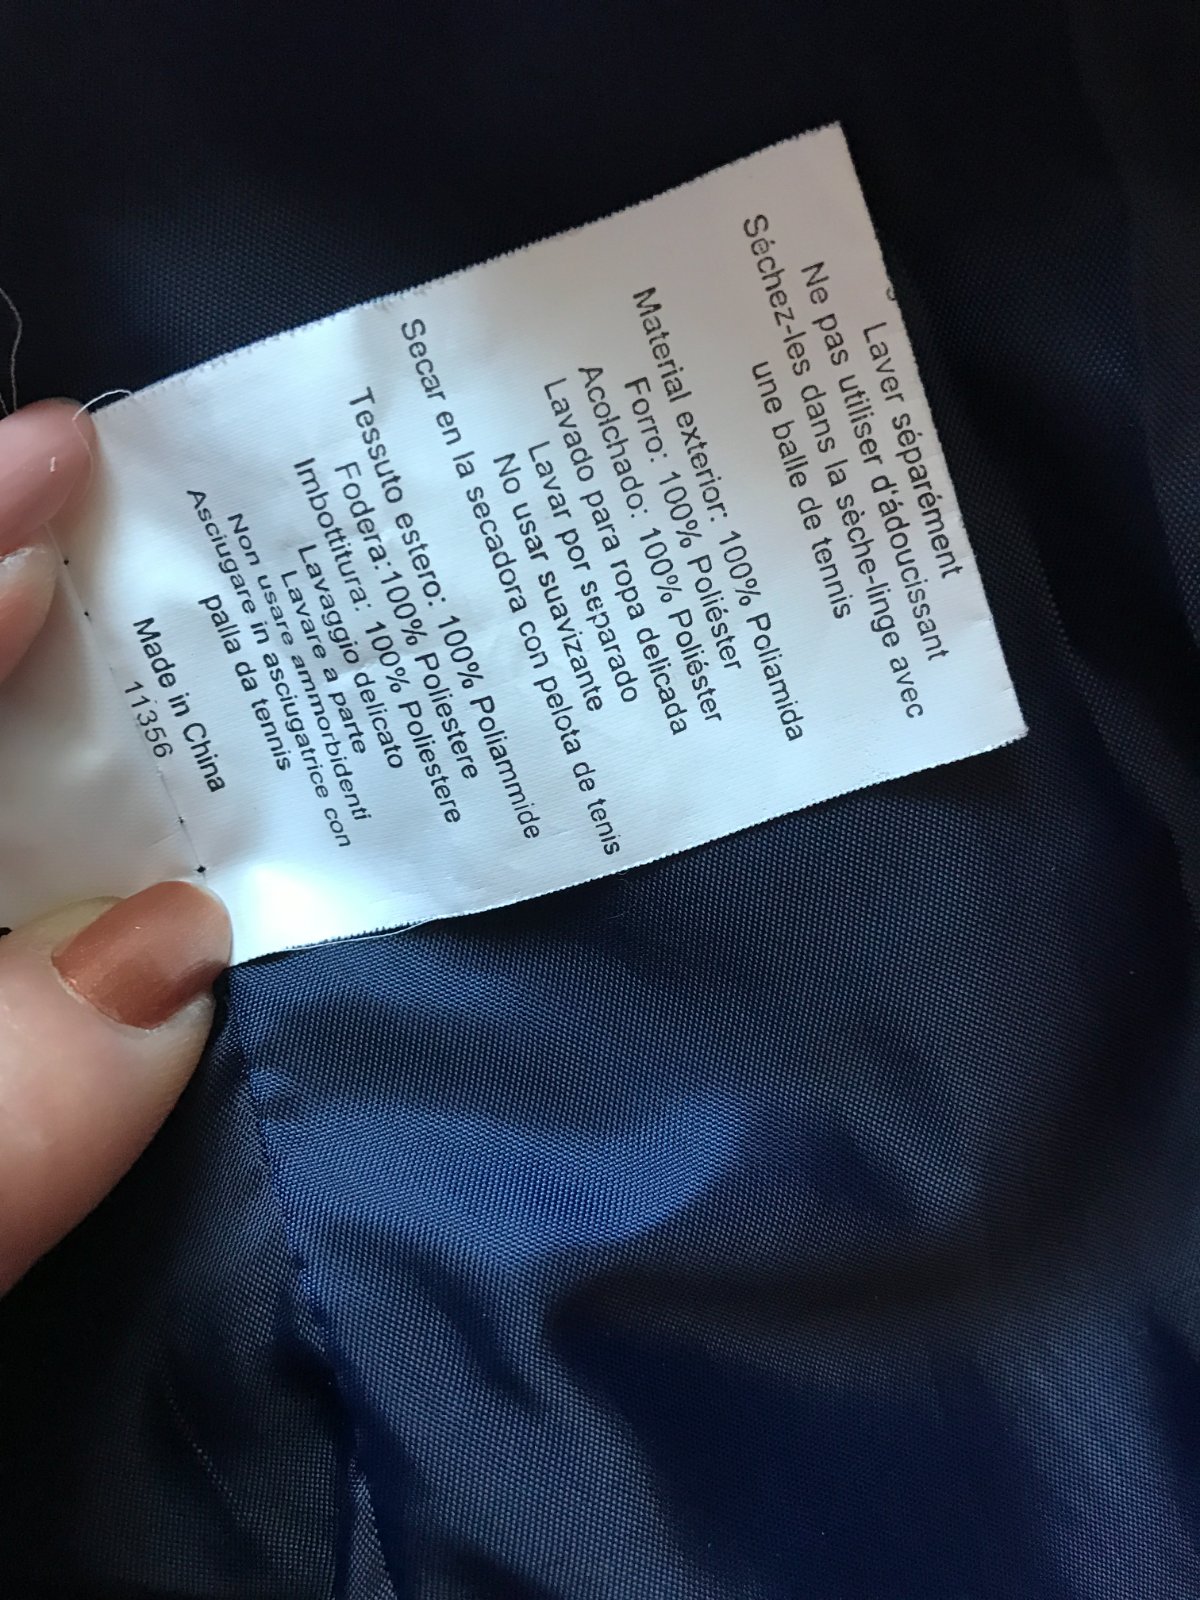 Laver séparément
Ne pas utiliser d'ádoucissant
Séchez-les dans la sèche-linge avec
une balle de tennis
Material exterior: 100% Poliamida
Forro: 100% Poliéster
Acolchado: 100% Poliéster
Lavado para ropa delicada
Lavar por separado
No usar suavizante
Secar en la secadora con pelota de tenis
Tessuto estero: 100% Poliammide
Fodera:100% Poliestere
Imbottitura: 100% Poliestere
Lavaggio delicato
Lavare a parte
Non usare ammorbidenti
Asciugare in asciugatrice con
palla da tennis
Made in China
11356